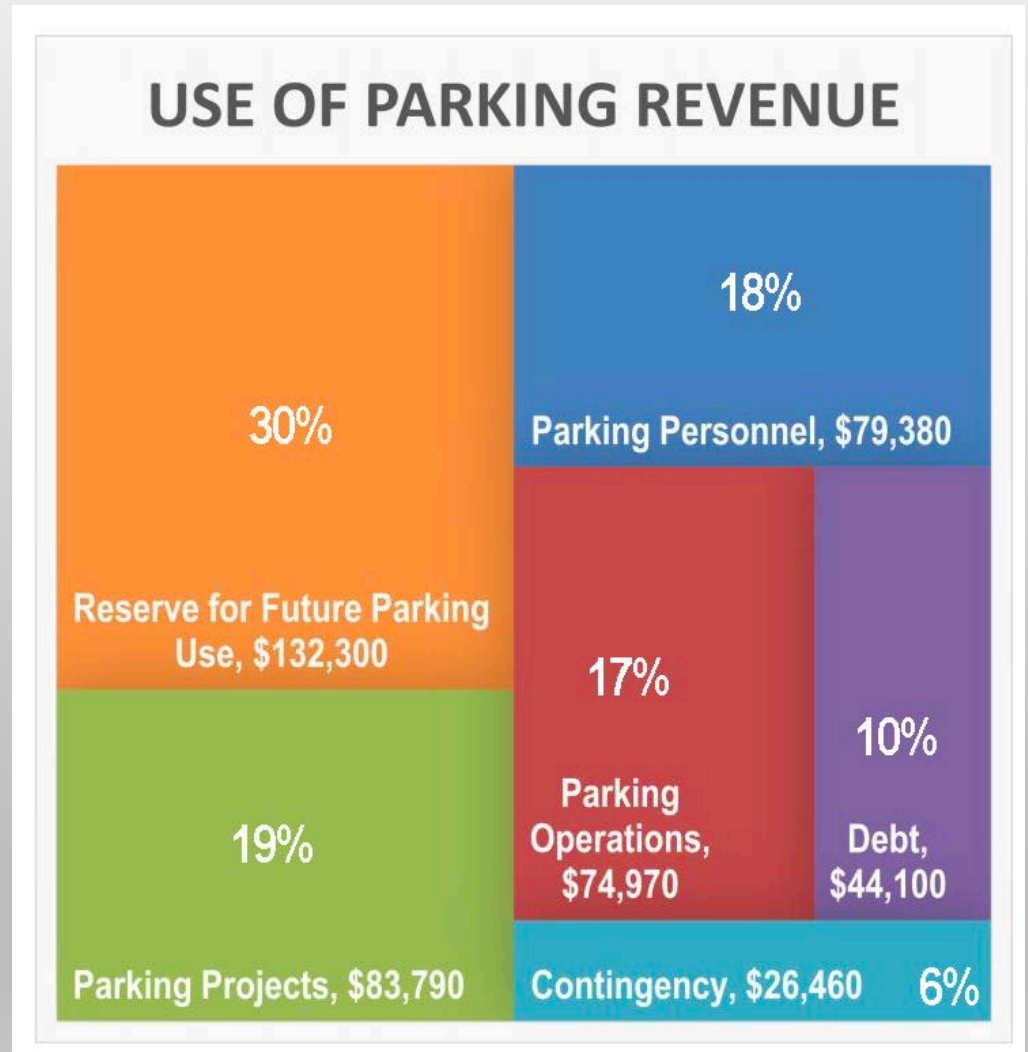 USE OF PARKING REVENUE
30%
Reserve for Future Parking
Use, $132,300
19%
Parking Projects, $83,790
18%
Parking Personnel, $79,380
17%
Parking
Operations,
$74,970
10%
Debt,
$44,100
Contingency, $26,460 6%